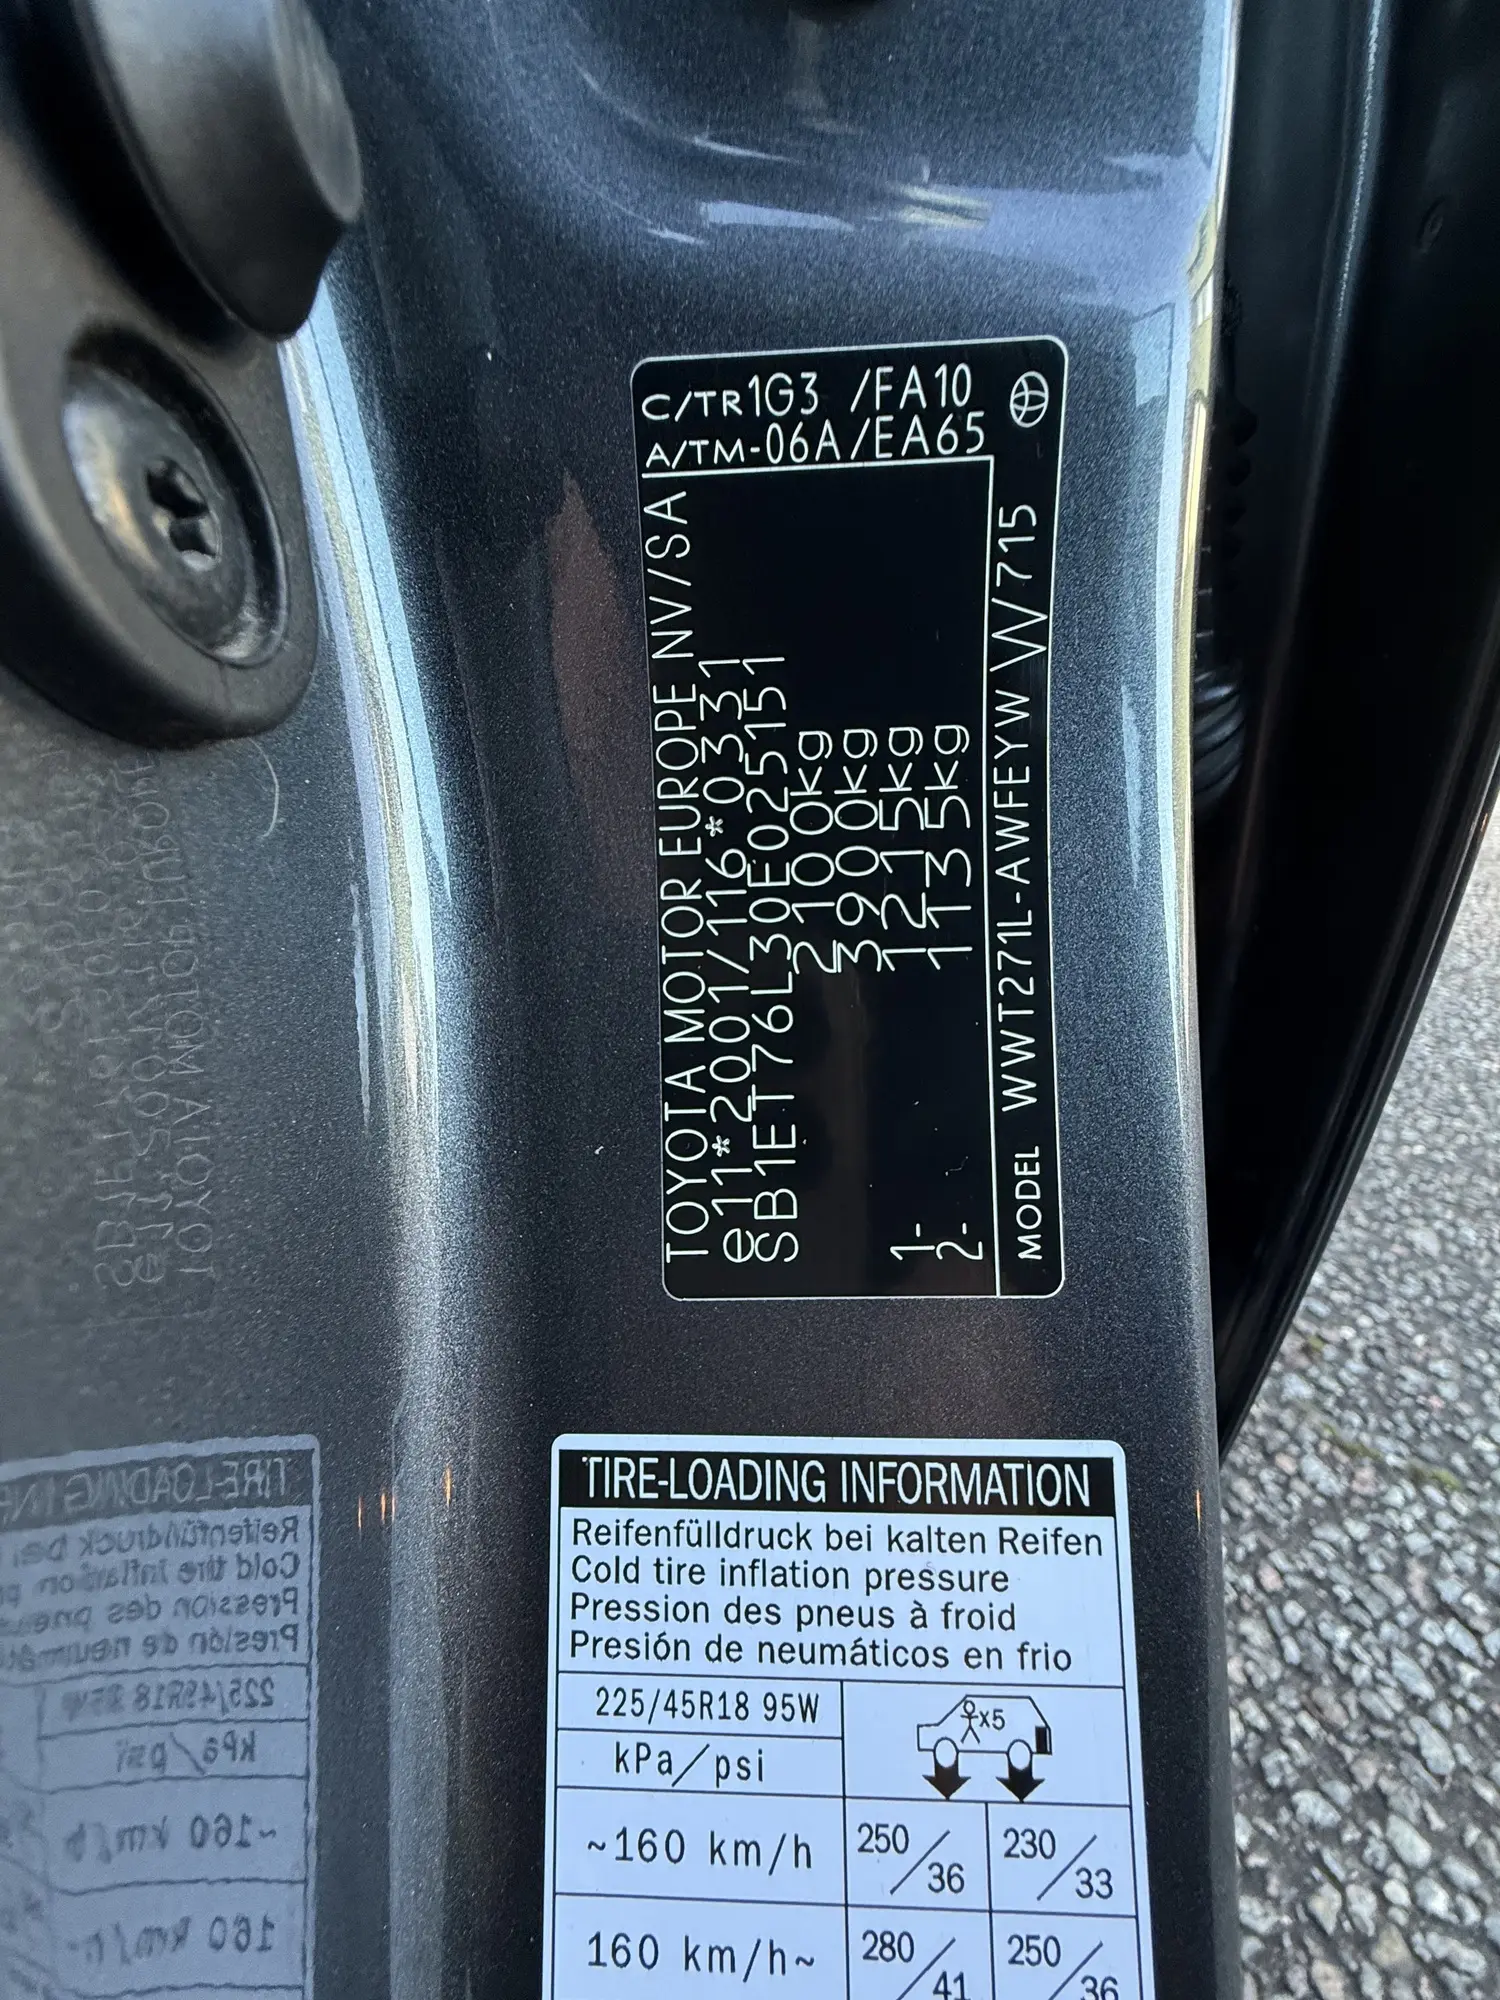 C/TR 1G3 /FA10
A/TM-06A/EA65
TOYOTA MOTOR EUROPE NV/SA
e11*2001/116*0331
SB1ET76L30E025151
2100kg
3900kg
1- 1215kg
2- 1135kg
MODEL WWT271L-AWFEYW W715
TIRE-LOADING INFORMATION
Reifenfülldruck bei kalten Reifen
Cold tire inflation pressure
Pression des pneus à froid
Presión de neumáticos en frio
225/45R18 95W
x5
kPa/psi
~160 km/h 250/36 230/33
160 km/h~ 280/41 250/36